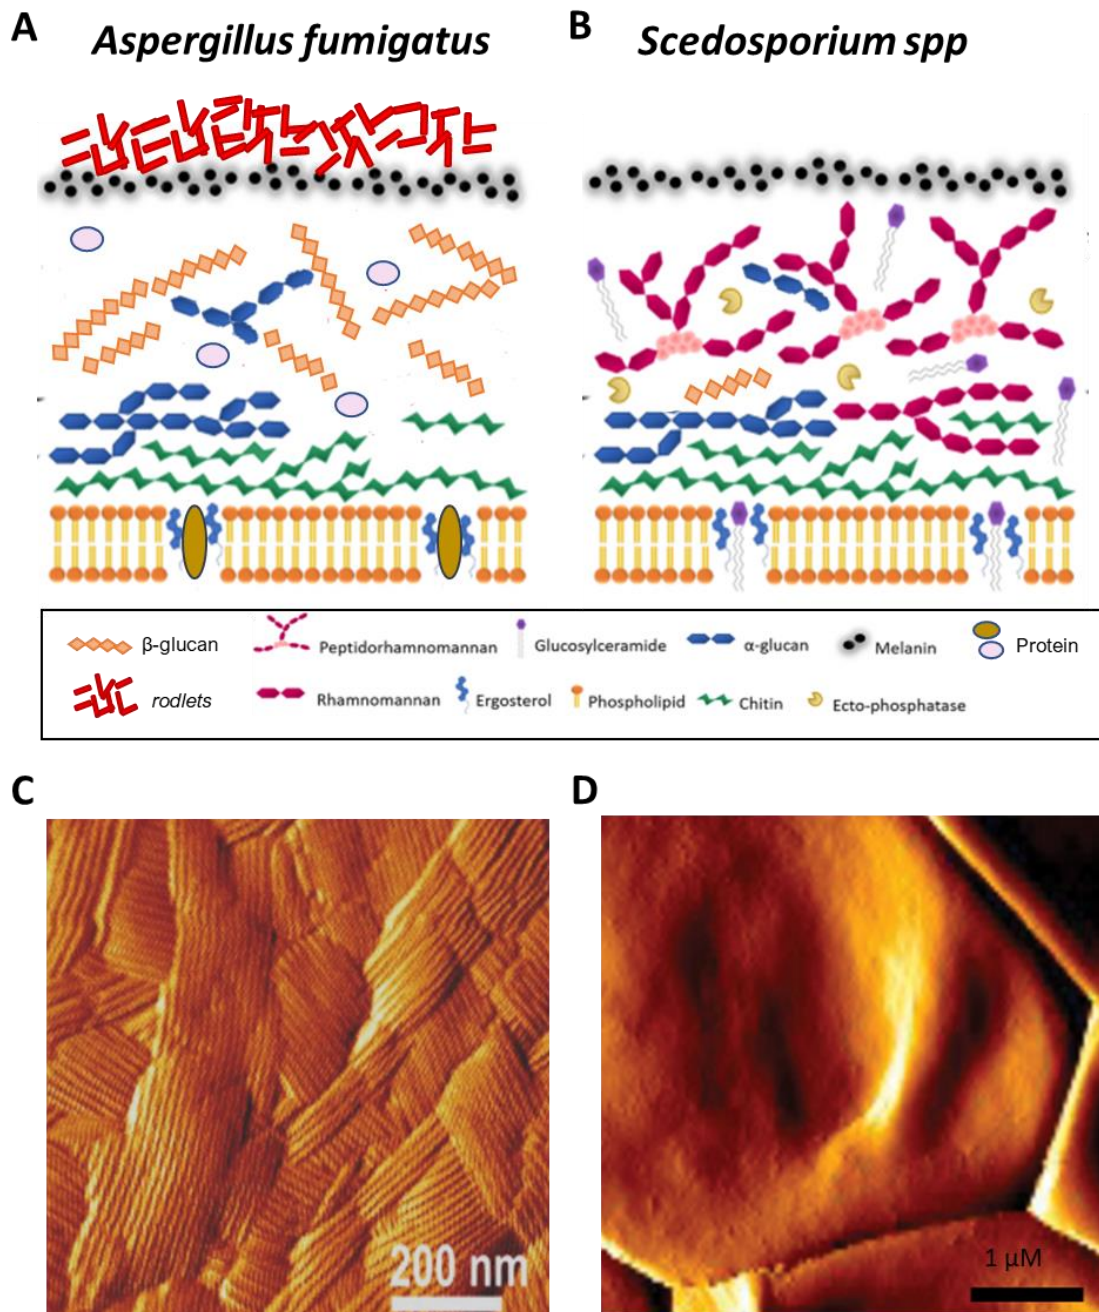 A
Aspergillus fumigatus
B
Scedosporium spp
β-glucan
Peptidorhamnomannan
Glucosylceramide
α-glucan
Melanin
Protein
rodlets
Rhamnomannan
Ergosterol
Phospholipid
Chitin
Ecto-phosphatase
C
D
200 nm
1 μM